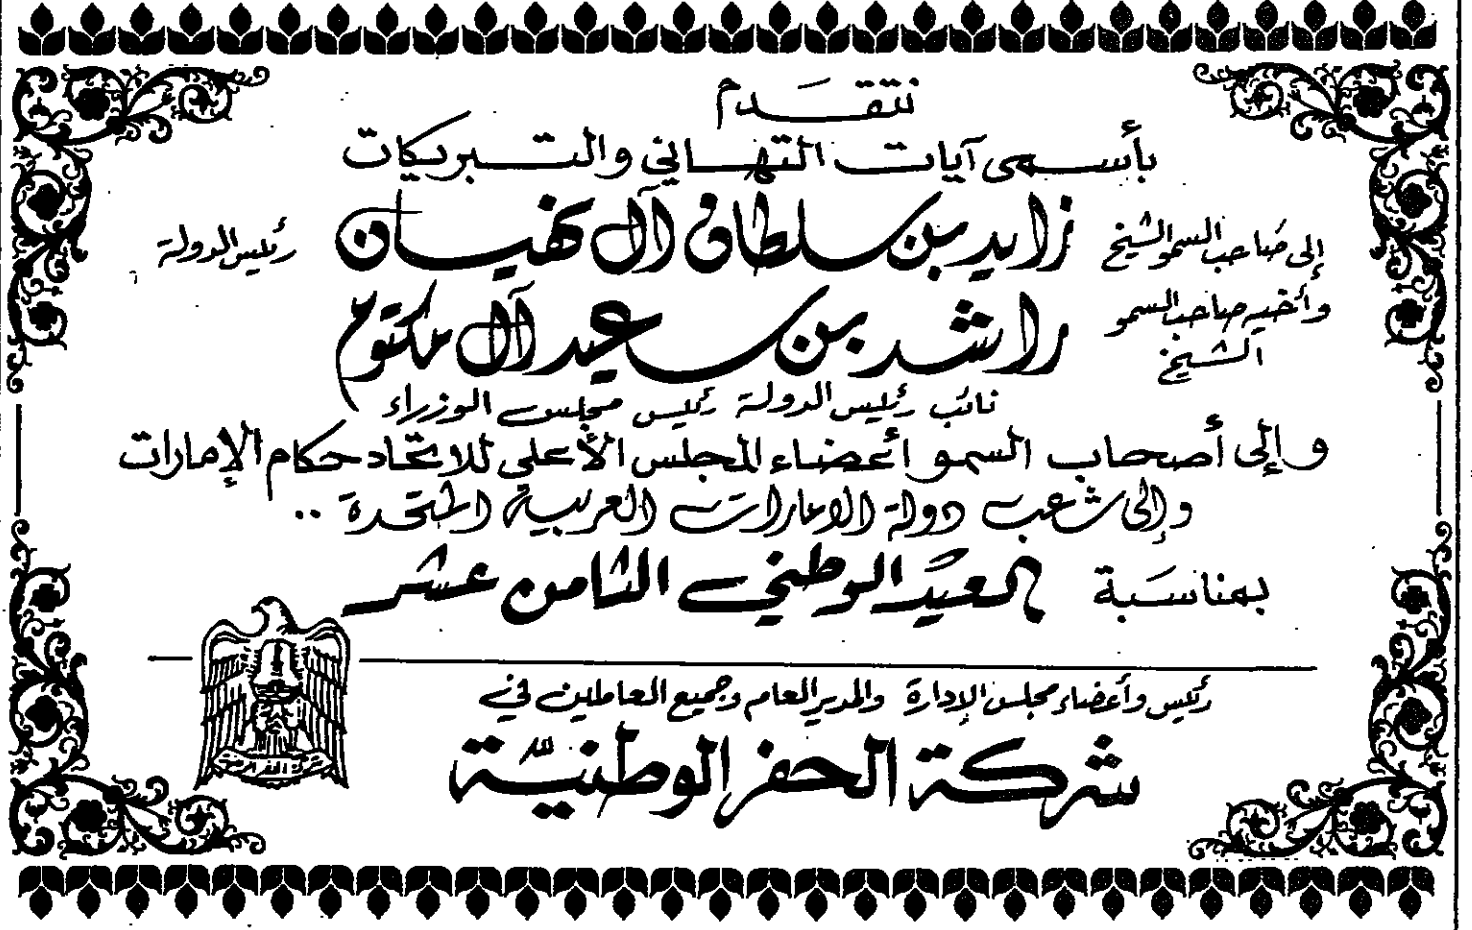 نتقدم
بأسمى آيات التهاني والتبريكات
إلى صاحب السمو الشيخ زايد بن سلطان آل نهيان رئيس الدولة
وأخيه صاحب السمو الشيخ راشد بن سعيد آل مكتوم
نائب رئيس الدولة رئيس مجلس الوزراء
وإلى أصحاب السمو أعضاء المجلس الأعلى للاتحاد حكام الإمارات
وإلى شعب دولة الامارات العربية المتحدة ..
بمناسبة العيد الوطني الثامن عشر
رئيس وأعضاء مجلس الإدارة والمدير العام وجميع العاملين في
شركة الحفر الوطنية